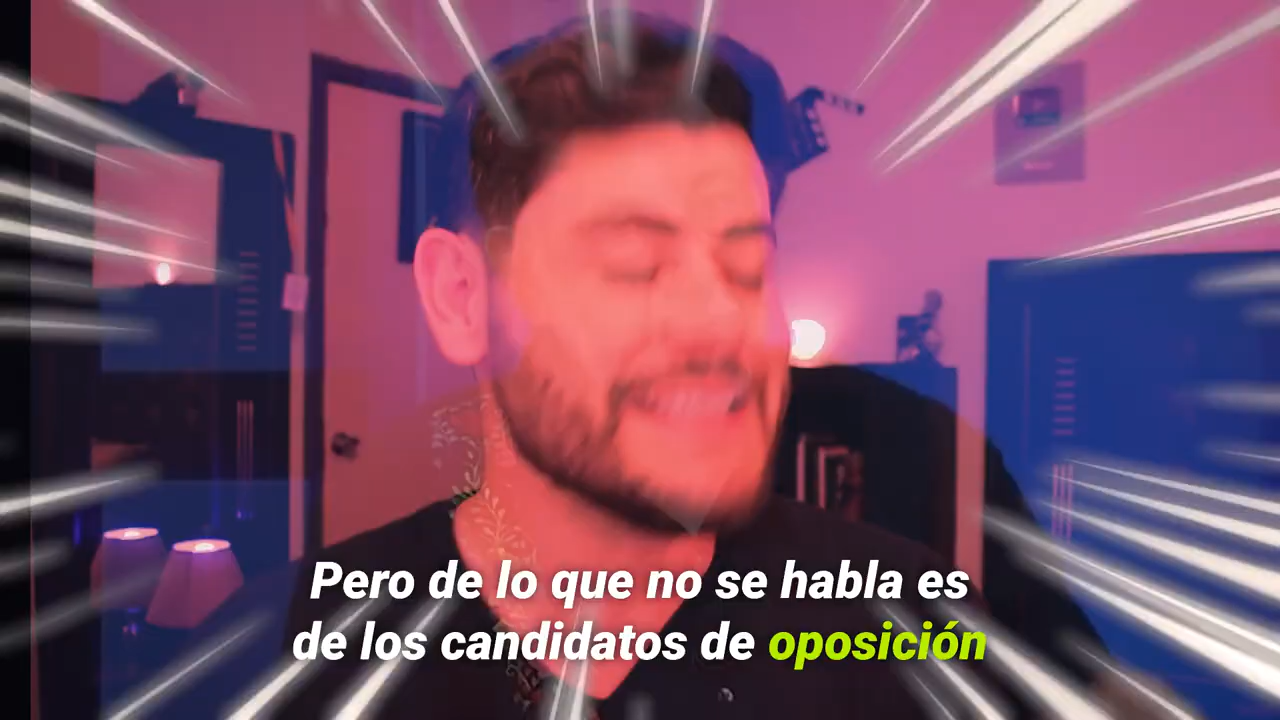 Pero de lo que no se habla es
de los candidatos de oposición